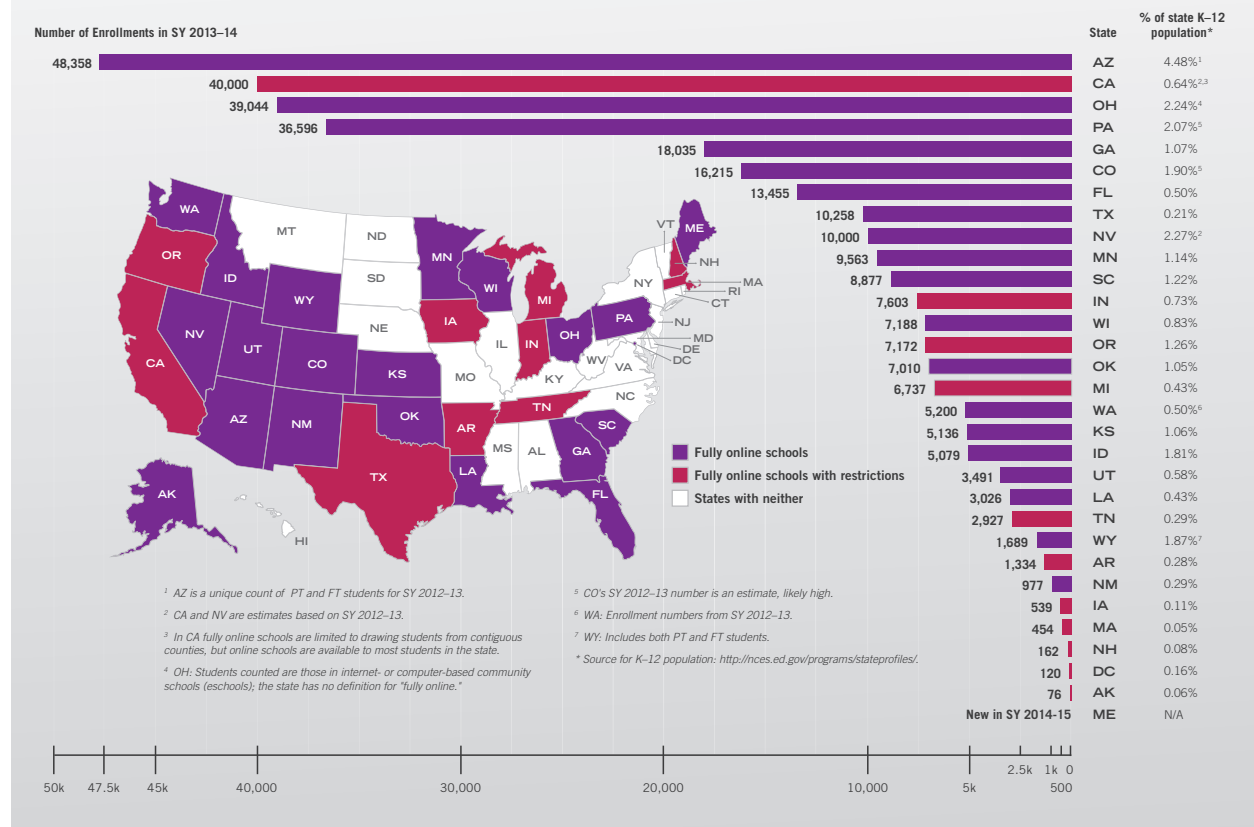 Number of Enrollments in SY 2013–14
State
% of state K–12
population*
48,358 AZ 4.48%¹
40,000 CA 0.64%²,³
39,044 OH 2.24%⁴
36,596 PA 2.07%⁵
18,035 GA 1.07%
16,215 CO 1.90%⁵
13,455 FL 0.50%
10,258 TX 0.21%
10,000 NV 2.27%²
9,563 MN 1.14%
8,877 SC 1.22%
7,603 IN 0.73%
7,188 WI 0.83%
7,172 OR 1.26%
7,010 OK 1.05%
6,737 MI 0.43%
5,200 WA 0.50%⁶
5,136 KS 1.06%
5,079 ID 1.81%
3,491 UT 0.58%
3,026 LA 0.43%
2,927 TN 0.29%
1,689 WY 1.87%⁷
1,334 AR 0.28%
977 NM 0.29%
539 IA 0.11%
454 MA 0.05%
162 NH 0.08%
120 DC 0.16%
76 AK 0.06%
New in SY 2014-15 ME N/A
WA
OR
CA
ID
NV
MT
WY
UT
AZ
CO
NM
ND
SD
NE
KS
OK
TX
MN
IA
MO
AR
LA
WI
IL
MI
IN
OH
KY
TN
MS
AL
GA
FL
SC
NC
VA
WV
PA
NY
VT
ME
NH
MA
RI
CT
NJ
MD
DE
DC
AK
HI
Fully online schools
Fully online schools with restrictions
States with neither
¹ AZ is a unique count of PT and FT students for SY 2012–13.
² CA and NV are estimates based on SY 2012–13.
³ In CA fully online schools are limited to drawing students from contiguous
counties, but online schools are available to most students in the state.
⁴ OH: Students counted are those in internet- or computer-based community
schools (eschools); the state has no definition for "fully online."
⁵ CO's SY 2012–13 number is an estimate, likely high.
⁶ WA: Enrollment numbers from SY 2012–13.
⁷ WY: Includes both PT and FT students.
* Source for K–12 population: http://nces.ed.gov/programs/stateprofiles/.
2.5k 1k 0
50k 47.5k 45k 40,000 30,000 20,000 10,000 5k 500